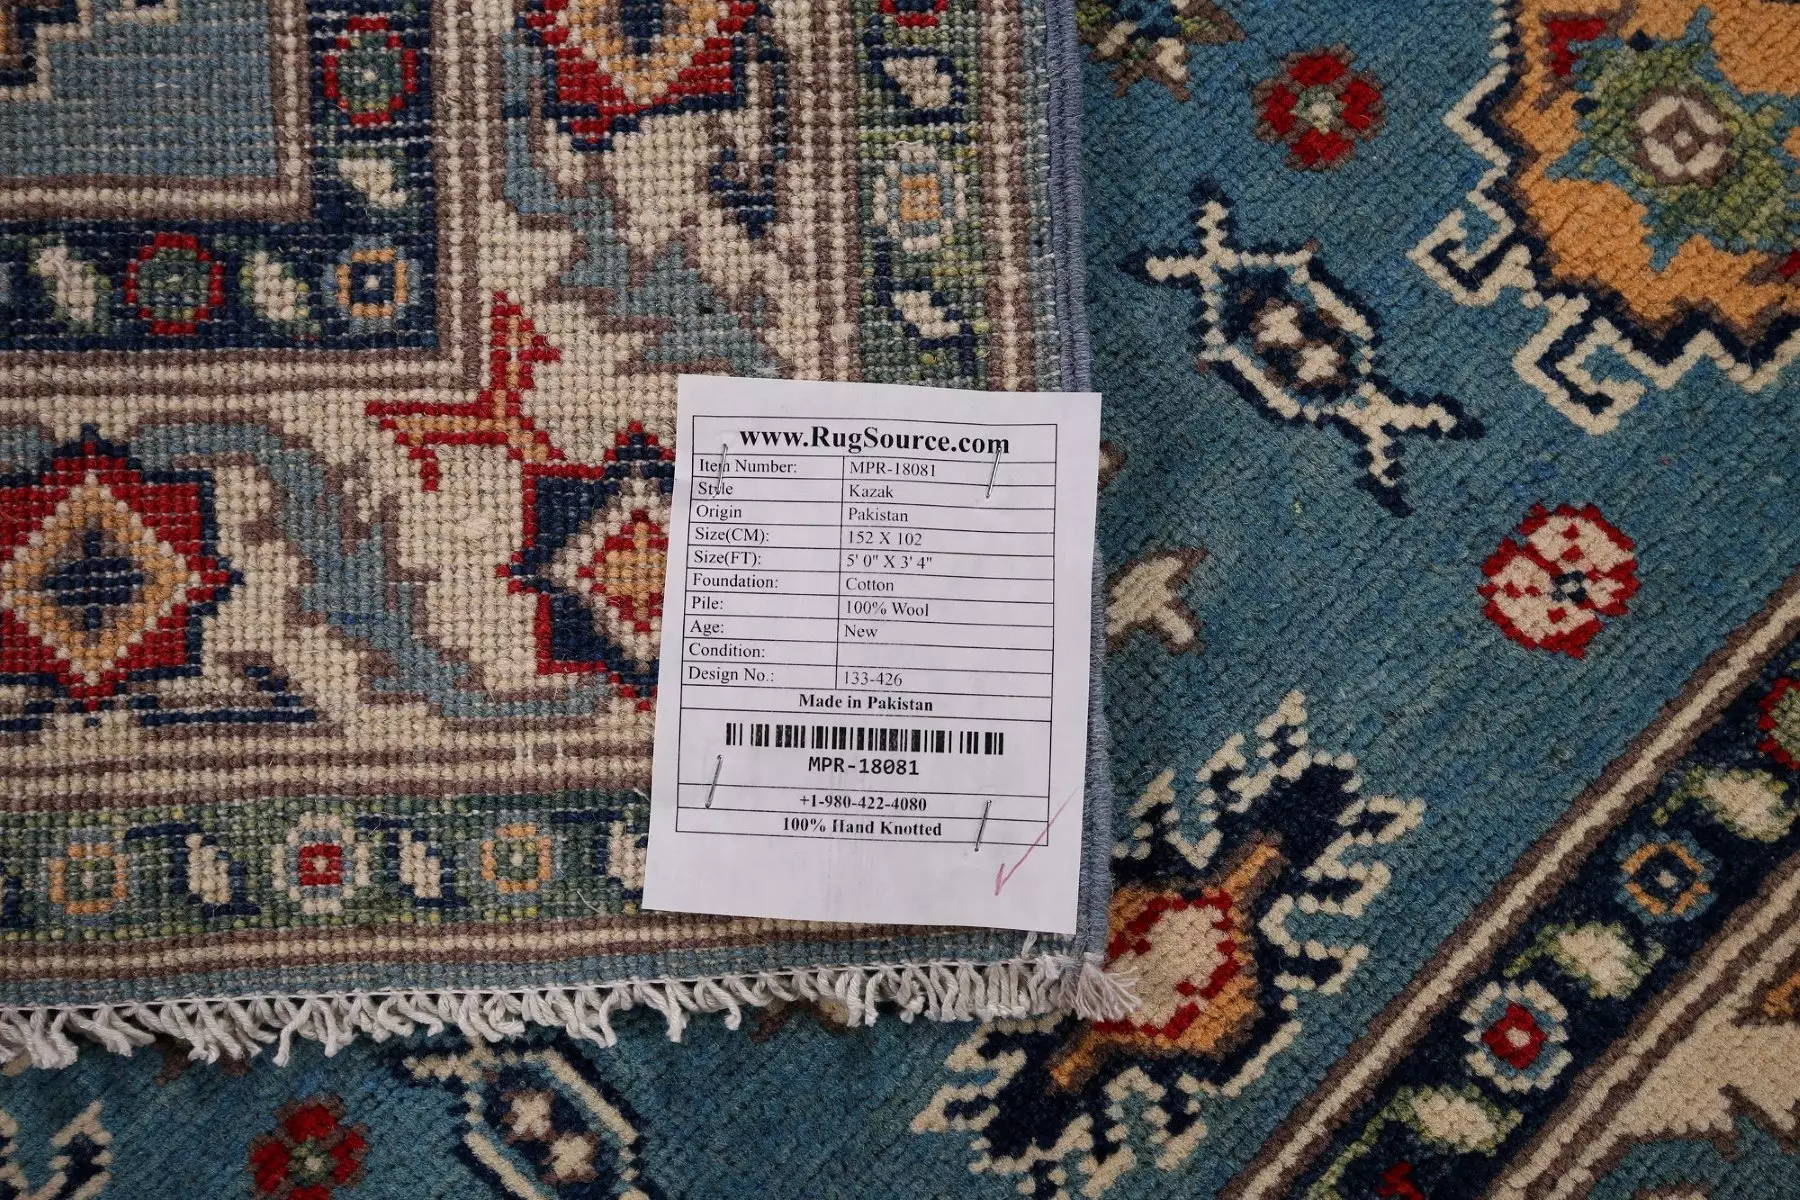 www.RugSource.com
Item Number: MPR-18081
Style Kazak
Origin Pakistan
Size(CM): 152 X 102
Size(FT): 5' 0" X 3' 4"
Foundation: Cotton
Pile: 100% Wool
Age: New
Condition:
Design No.: 133-426
Made in Pakistan
MPR-18081
+1-980-422-4080
100% Hand Knotted